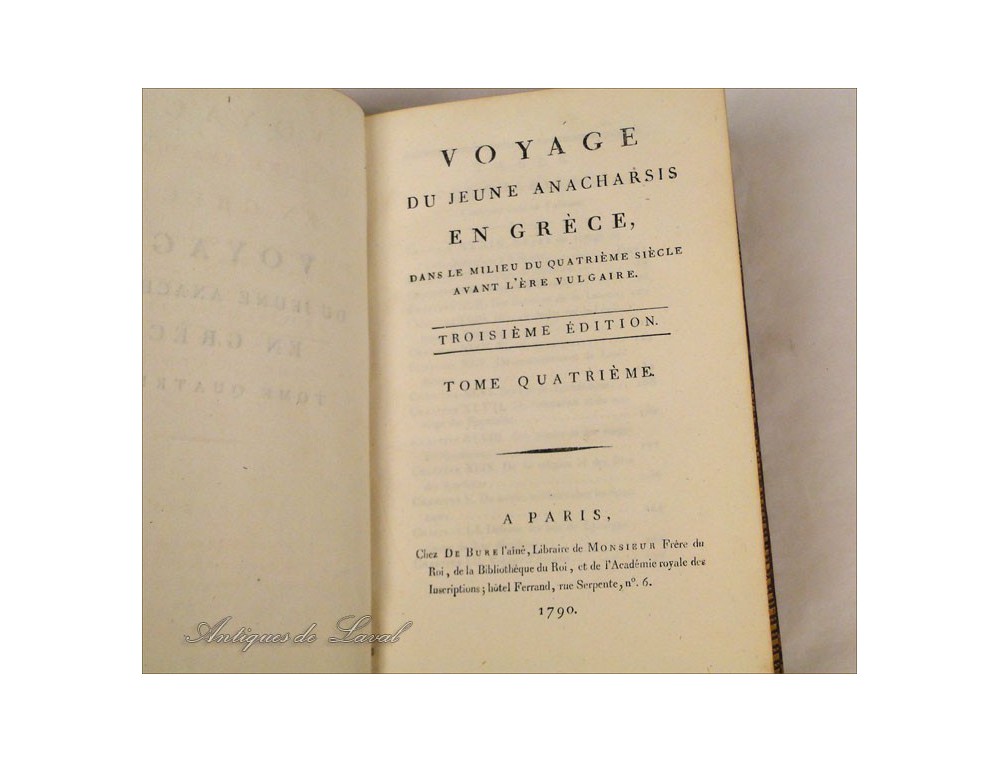 VOYAGE
DU JEUNE ANACHARSIS
EN GRÈCE,
DANS LE MILIEU DU QUATRIÈME SIÈCLE
AVANT L'ÈRE VULGAIRE.
TROISIÈME ÉDITION.
TOME QUATRIÈME.
A PARIS,
Chez DE BURE l'aîné, Libraire de MONSIEUR Frère du
Roi, de la Bibliothèque du Roi, et de l'Académie royale des
Inscriptions; hôtel Ferrand, rue Serpente, nº. 6.
1790.
Antiques de Laval